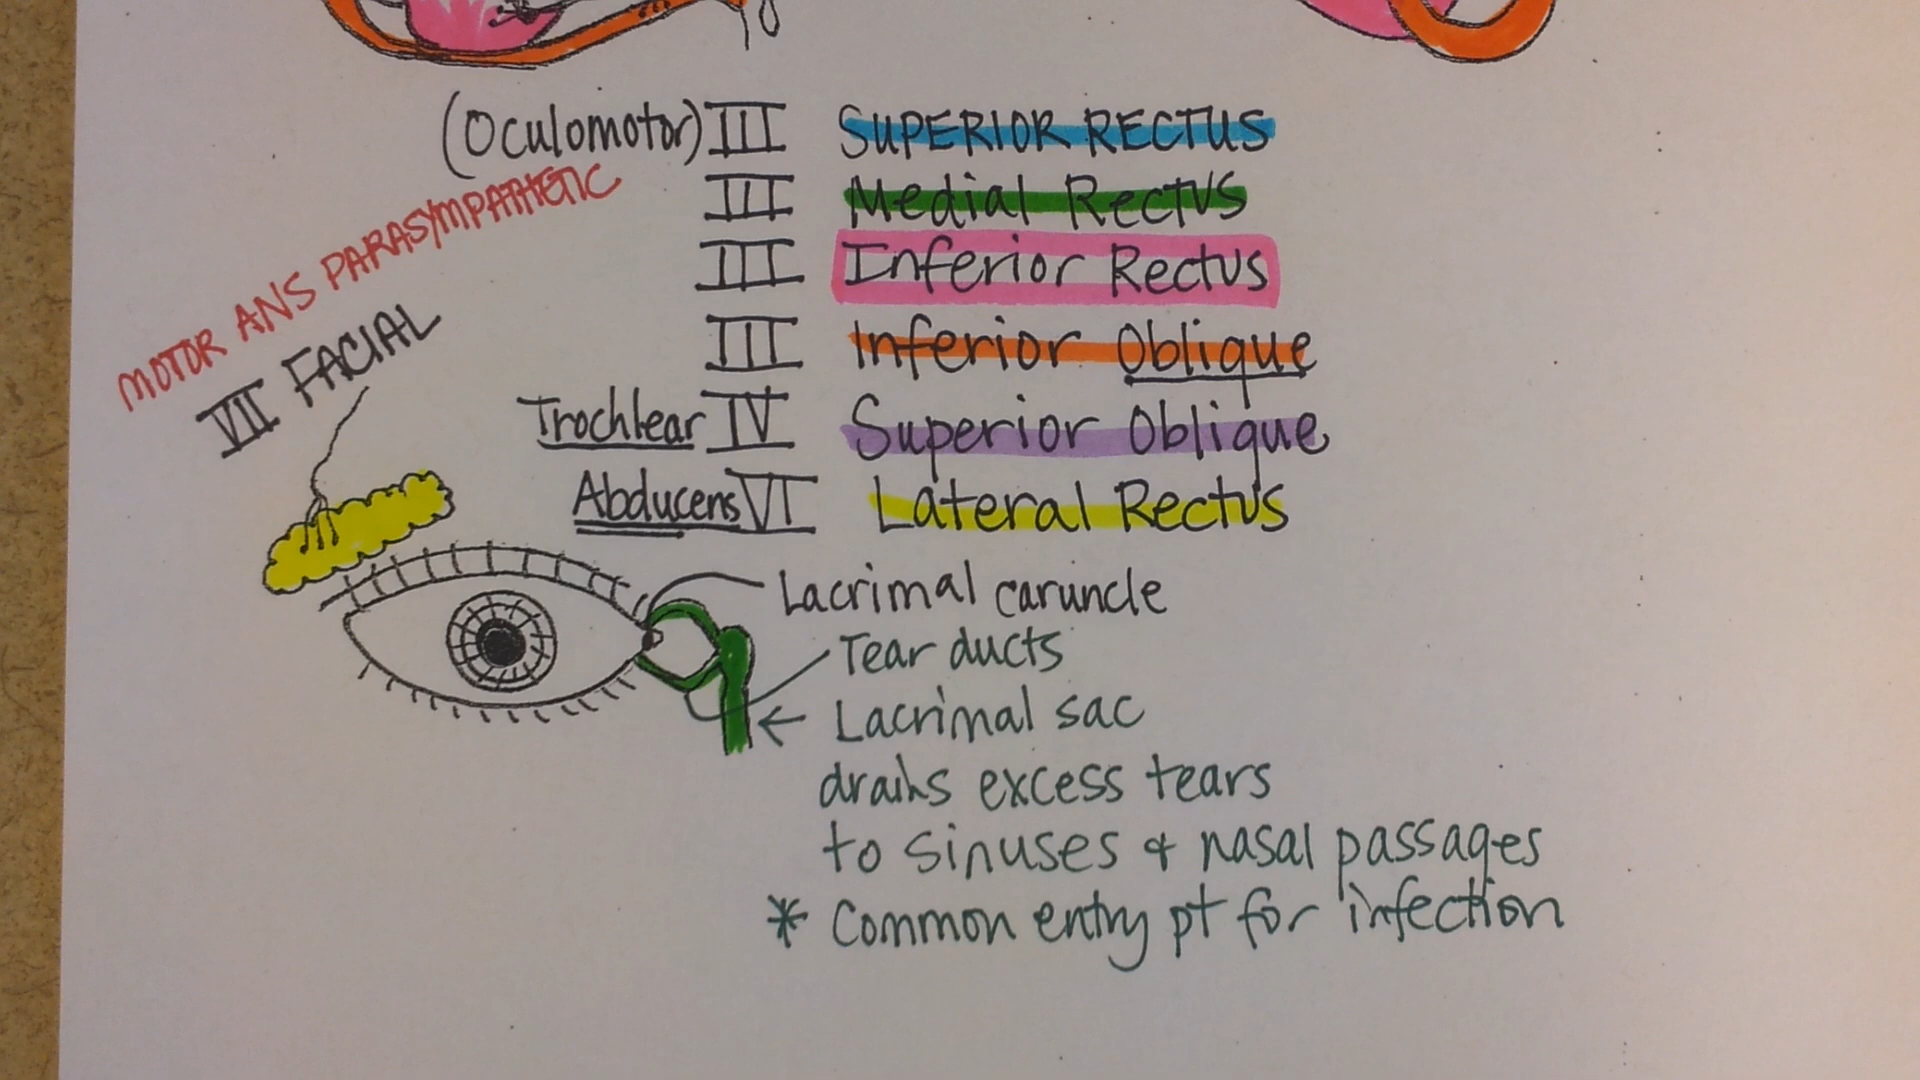 (Oculomotor) III SUPERIOR RECTUS
III Medial Rectus
III Inferior Rectus
III Inferior Oblique
Trochlear IV Superior Oblique
Abducens VI Lateral Rectus
MOTOR ANS PARASYMPATHETIC
VII FACIAL
Lacrimal caruncle
Tear ducts
Lacrimal sac
drains excess tears
to sinuses & nasal passages
* Common entry pt for infection